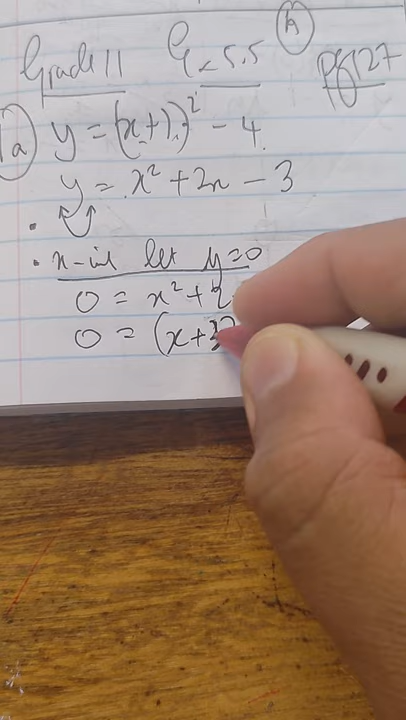 Grade 11 Ex 5.5 A
pg 127
1a y = (x+1)² - 4
y = x² + 2x - 3
• x-int let y=0
0 = x² + 2
0 = (x+3)